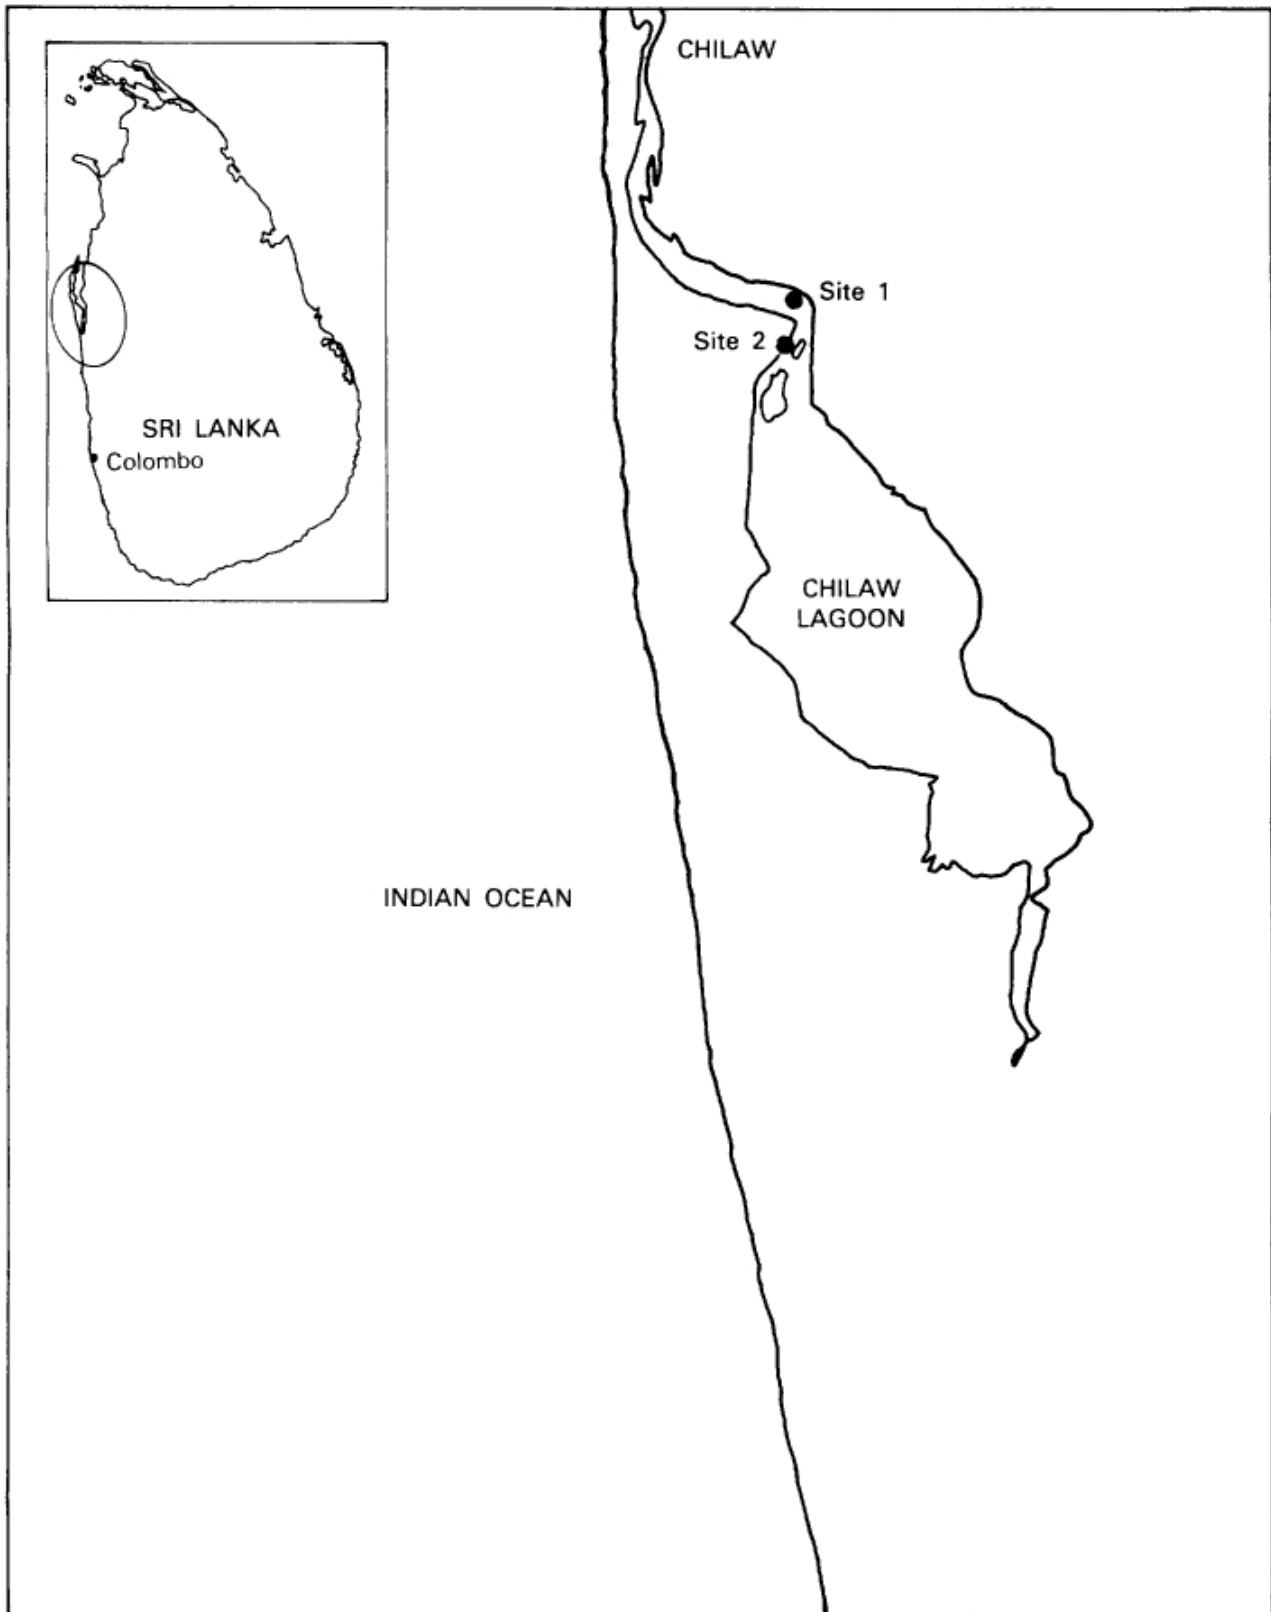 CHILAW
Site 1
Site 2
SRI LANKA
Colombo
CHILAW
LAGOON
INDIAN OCEAN